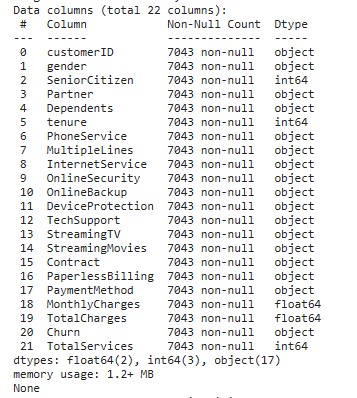 Data columns (total 22 columns):
 #   Column            Non-Null Count  Dtype
---  ------            --------------  -----
 0   customerID        7043 non-null   object
 1   gender            7043 non-null   object
 2   SeniorCitizen     7043 non-null   int64
 3   Partner           7043 non-null   object
 4   Dependents        7043 non-null   object
 5   tenure            7043 non-null   int64
 6   PhoneService      7043 non-null   object
 7   MultipleLines     7043 non-null   object
 8   InternetService   7043 non-null   object
 9   OnlineSecurity    7043 non-null   object
 10  OnlineBackup      7043 non-null   object
 11  DeviceProtection  7043 non-null   object
 12  TechSupport       7043 non-null   object
 13  StreamingTV       7043 non-null   object
 14  StreamingMovies   7043 non-null   object
 15  Contract          7043 non-null   object
 16  PaperlessBilling  7043 non-null   object
 17  PaymentMethod     7043 non-null   object
 18  MonthlyCharges    7043 non-null   float64
 19  TotalCharges      7043 non-null   float64
 20  Churn             7043 non-null   object
 21  TotalServices     7043 non-null   int64
dtypes: float64(2), int64(3), object(17)
memory usage: 1.2+ MB
None